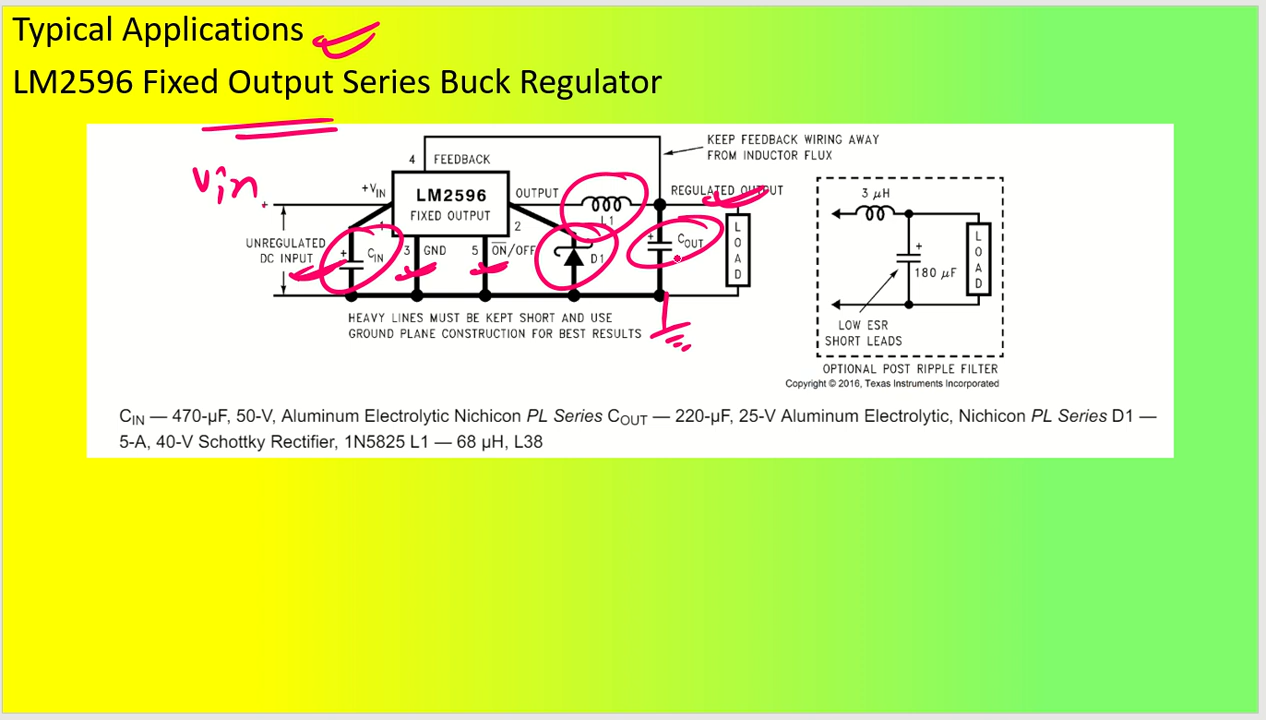 Typical Applications
LM2596 Fixed Output Series Buck Regulator
KEEP FEEDBACK WIRING AWAY
FROM INDUCTOR FLUX
4 FEEDBACK
Vin
+
+VIN
LM2596
FIXED OUTPUT
OUTPUT
REGULATED OUTPUT
L1
1
2
UNREGULATED
DC INPUT
+
CIN
3 GND
5 ON/OFF
D1
+
COUT
LOAD
HEAVY LINES MUST BE KEPT SHORT AND USE
GROUND PLANE CONSTRUCTION FOR BEST RESULTS
3 μH
+
180 μF
LOAD
LOW ESR
SHORT LEADS
OPTIONAL POST RIPPLE FILTER
Copyright © 2016, Texas Instruments Incorporated
CIN — 470-μF, 50-V, Aluminum Electrolytic Nichicon PL Series COUT — 220-μF, 25-V Aluminum Electrolytic, Nichicon PL Series D1 —
5-A, 40-V Schottky Rectifier, 1N5825 L1 — 68 μH, L38